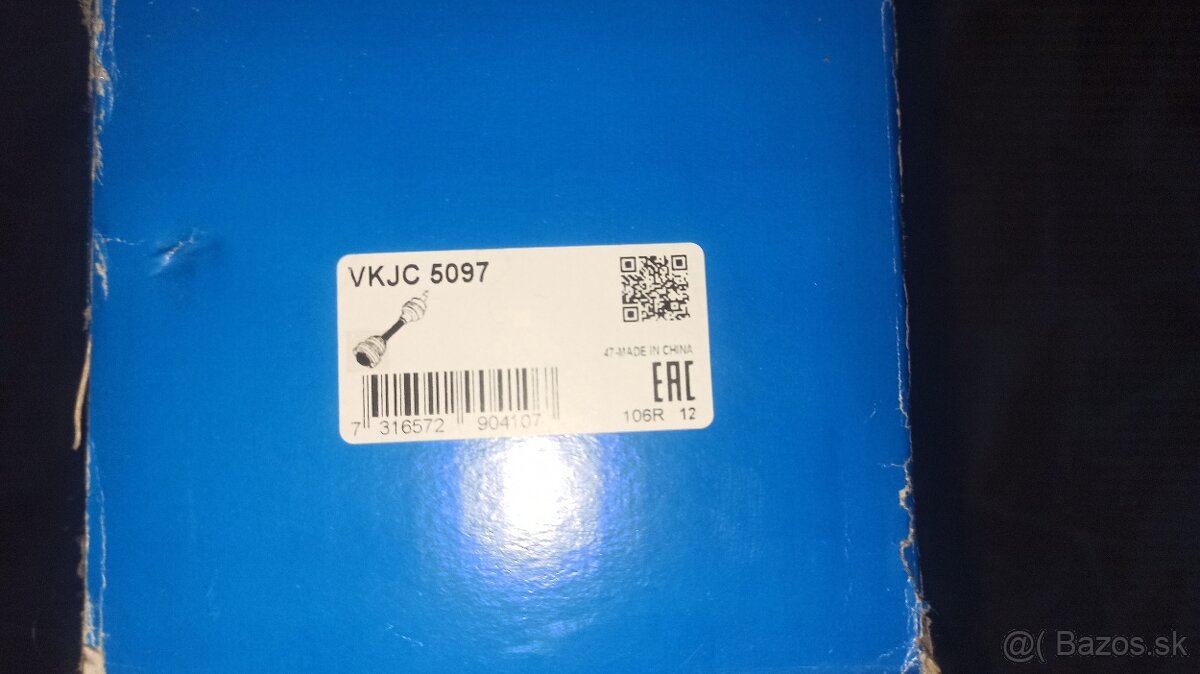 VKJC 5097
47-MADE IN CHINA
EAC
7 316572 904107
106R 12
@( Bazos.sk